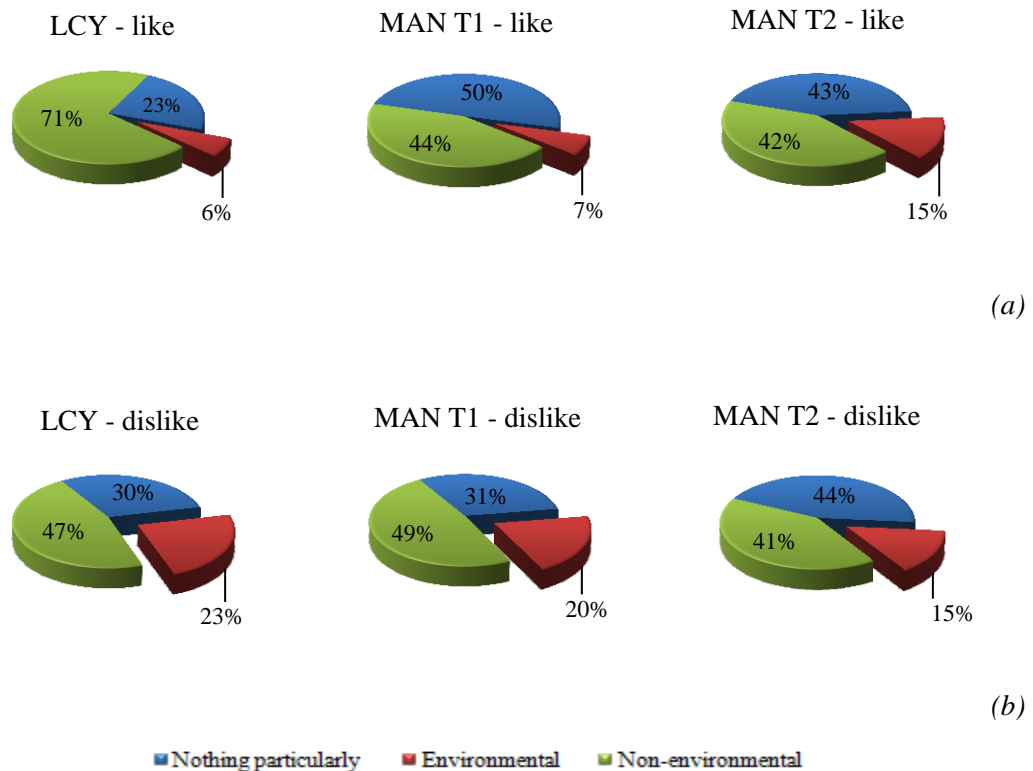 LCY - like
MAN T1 - like
MAN T2 - like
71%
23%
6%
50%
44%
7%
43%
42%
15%
(a)
LCY - dislike
MAN T1 - dislike
MAN T2 - dislike
30%
47%
23%
31%
49%
20%
44%
41%
15%
(b)
Nothing particularly
Environmental
Non-environmental